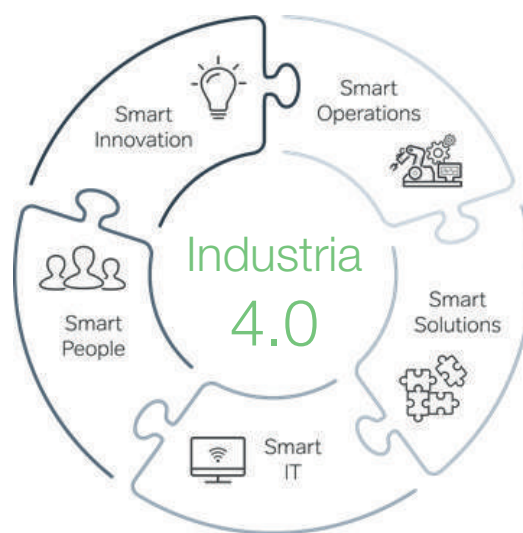 Smart
Innovation
Smart
Operations
Industria
4.0
Smart
People
Smart
Solutions
Smart
IT